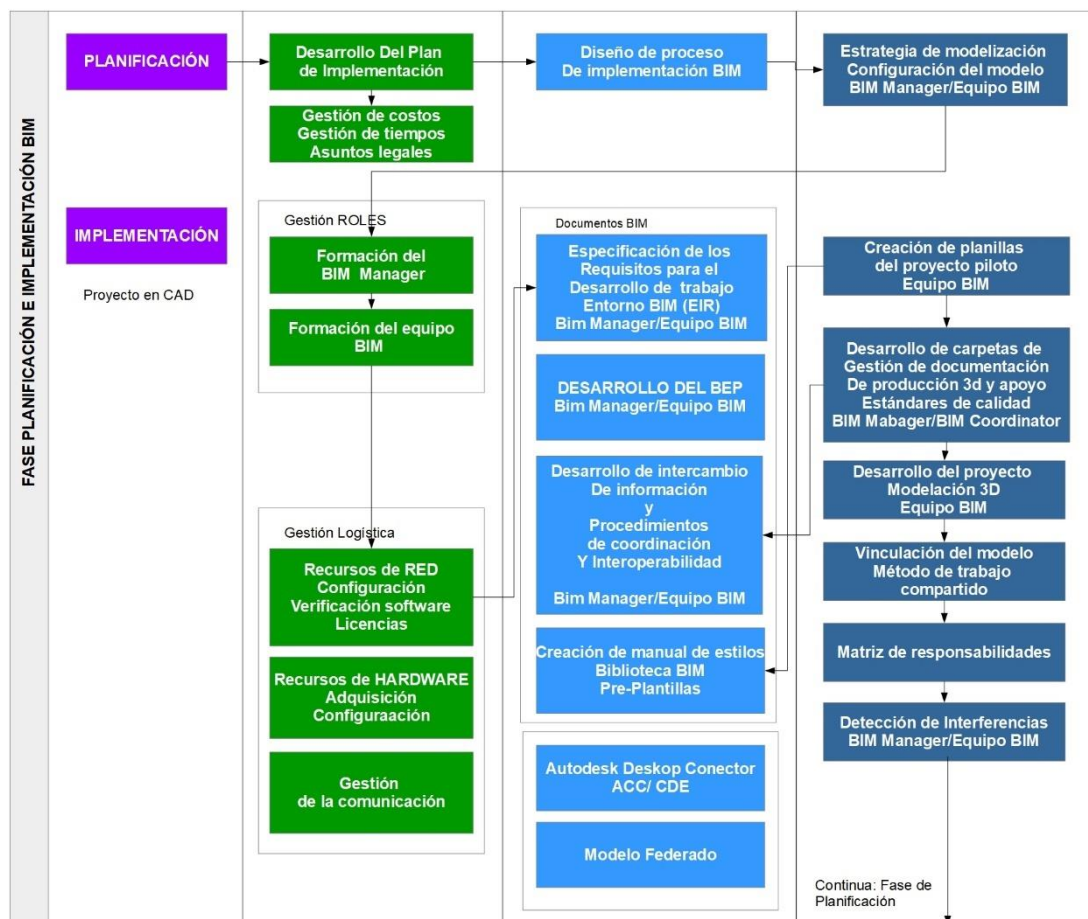 FASE PLANIFICACIÓN E IMPLEMENTACIÓN BIM
PLANIFICACIÓN
Desarrollo Del Plan
de Implementación
Diseño de proceso
De implementación BIM
Estrategia de modelización
Configuración del modelo
BIM Manager/Equipo BIM
Gestión de costos
Gestión de tiempos
Asuntos legales
IMPLEMENTACIÓN
Proyecto en CAD
Gestión ROLES
Formación del
BIM Manager
Formación del equipo
BIM
Gestión Logística
Recursos de RED
Configuración
Verificación software
Licencias
Recursos de HARDWARE
Adquisición
Configuraación
Gestión
de la comunicación
Documentos BIM
Especificación de los
Requisitos para el
Desarrollo de trabajo
Entorno BIM (EIR)
Bim Manager/Equipo BIM
DESARROLLO DEL BEP
Bim Manager/Equipo BIM
Desarrollo de intercambio
De información
y
Procedimientos
de coordinación
Y Interoperabilidad
Bim Manager/Equipo BIM
Creación de manual de estilos
Biblioteca BIM
Pre-Plantillas
Autodesk Deskop Conector
ACC/ CDE
Modelo Federado
Creación de planillas
del proyecto piloto
Equipo BIM
Desarrollo de carpetas de
Gestión de documentación
De producción 3d y apoyo
Estándares de calidad
BIM Mabager/BIM Coordinator
Desarrollo del proyecto
Modelación 3D
Equipo BIM
Vinculación del modelo
Método de trabajo
compartido
Matriz de responsabilidades
Detección de Interferencias
BIM Manager/Equipo BIM
Continua: Fase de
Planificación